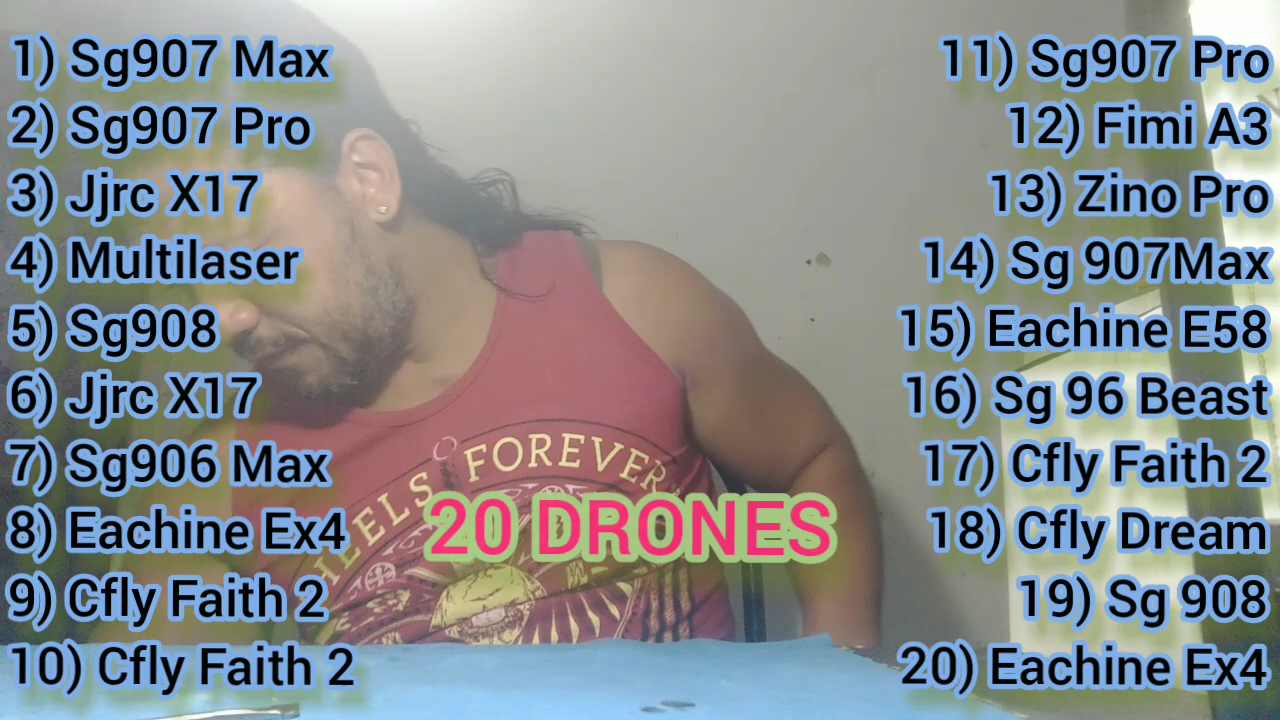 1) Sg907 Max
2) Sg907 Pro
3) Jjrc X17
4) Multilaser
5) Sg908
6) Jjrc X17
7) Sg906 Max
8) Eachine Ex4
9) Cfly Faith 2
10) Cfly Faith 2
11) Sg907 Pro
12) Fimi A3
13) Zino Pro
14) Sg 907Max
15) Eachine E58
16) Sg 96 Beast
17) Cfly Faith 2
18) Cfly Dream
19) Sg 908
20) Eachine Ex4
FOREVER
20 DRONES